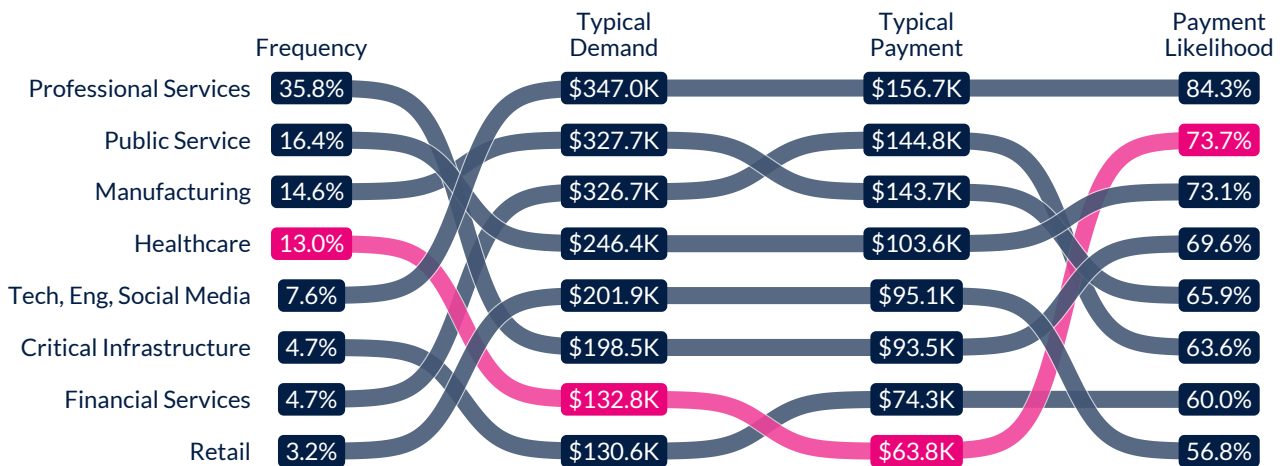 Frequency
Typical
Demand
Typical
Payment
Payment
Likelihood
Professional Services 35.8% $347.0K $156.7K 84.3%
Public Service 16.4% $327.7K $144.8K 73.7%
Manufacturing 14.6% $326.7K $143.7K 73.1%
Healthcare 13.0% $246.4K $103.6K 69.6%
Tech, Eng, Social Media 7.6% $201.9K $95.1K 65.9%
Critical Infrastructure 4.7% $198.5K $93.5K 63.6%
Financial Services 4.7% $132.8K $74.3K 60.0%
Retail 3.2% $130.6K $63.8K 56.8%